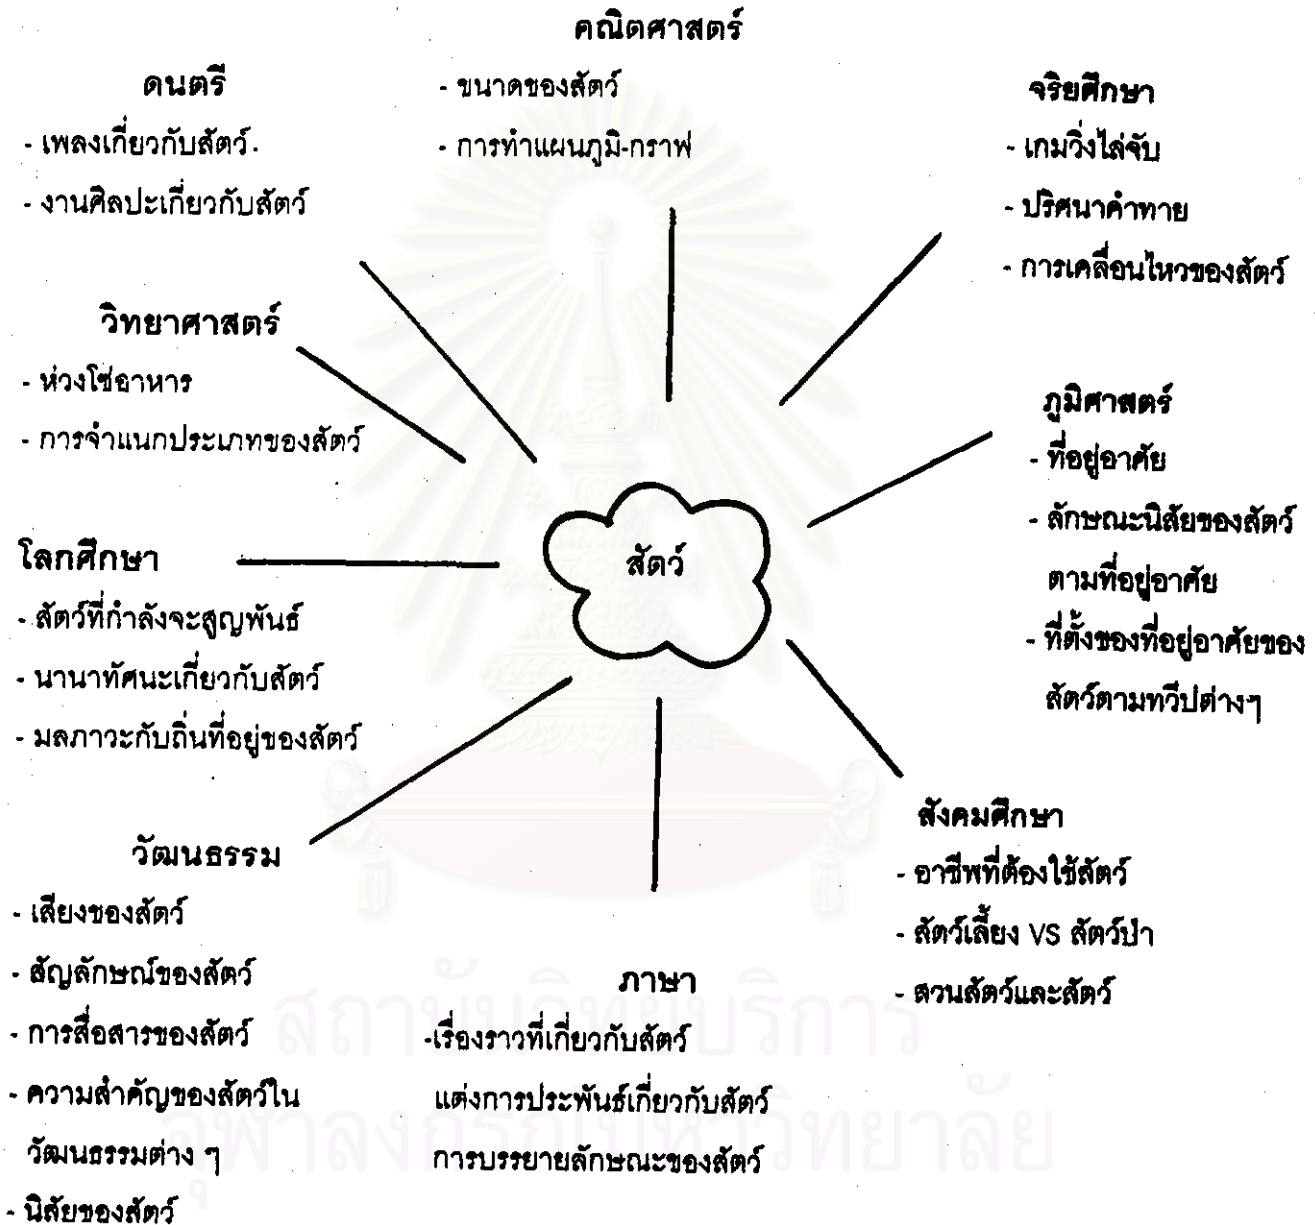 คณิตศาสตร์
- ขนาดของสัตว์
- การทำแผนภูมิ-กราฟ
ดนตรี
- เพลงเกี่ยวกับสัตว์
- งานศิลปะเกี่ยวกับสัตว์
จริยศึกษา
- เกมวิ่งไล่จับ
- ปริศนาคำทาย
- การเคลื่อนไหวของสัตว์
วิทยาศาสตร์
- ห่วงโซ่อาหาร
- การจำแนกประเภทของสัตว์
ภูมิศาสตร์
- ที่อยู่อาศัย
- ลักษณะนิสัยของสัตว์
ตามที่อยู่อาศัย
- ที่ตั้งของที่อยู่อาศัยของ
สัตว์ตามทวีปต่างๆ
สัตว์
โลกศึกษา
- สัตว์ที่กำลังจะสูญพันธ์
- นานาทัศนะเกี่ยวกับสัตว์
- มลภาวะกับถิ่นที่อยู่ของสัตว์
สังคมศึกษา
- อาชีพที่ต้องใช้สัตว์
- สัตว์เลี้ยง VS สัตว์ป่า
- สวนสัตว์และสัตว์
วัฒนธรรม
- เสียงของสัตว์
- สัญลักษณ์ของสัตว์
- การสื่อสารของสัตว์
- ความสำคัญของสัตว์ใน
วัฒนธรรมต่าง ๆ
- นิสัยของสัตว์
ภาษา
-เรื่องราวที่เกี่ยวกับสัตว์
แต่งการประพันธ์เกี่ยวกับสัตว์
การบรรยายลักษณะของสัตว์
สถาบันวิทยบริการ
จุฬาลงกรณ์มหาวิทยาลัย